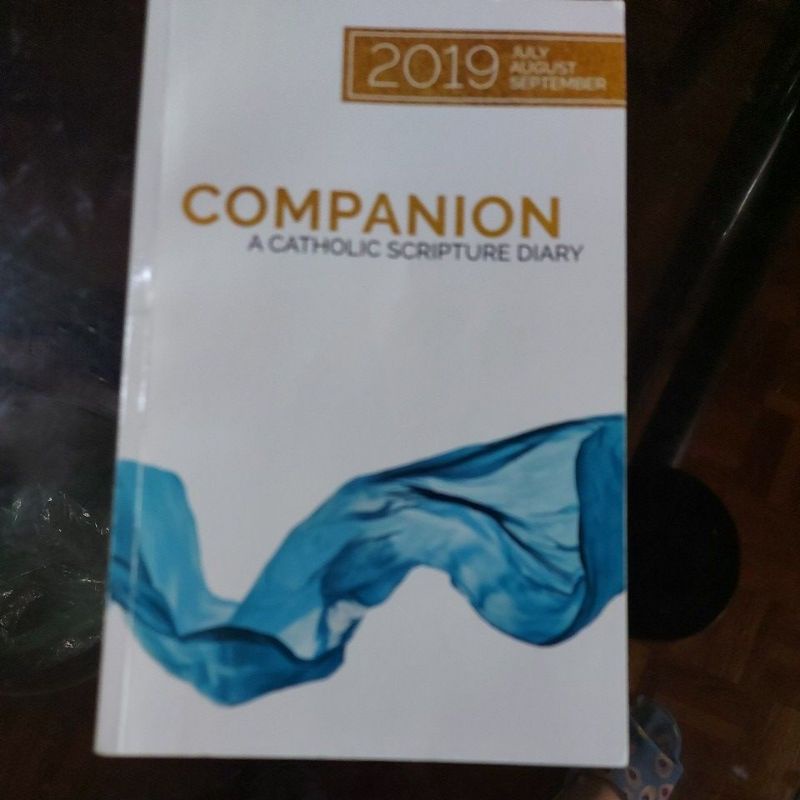 2019
JULY
AUGUST
SEPTEMBER
COMPANION
A CATHOLIC SCRIPTURE DIARY